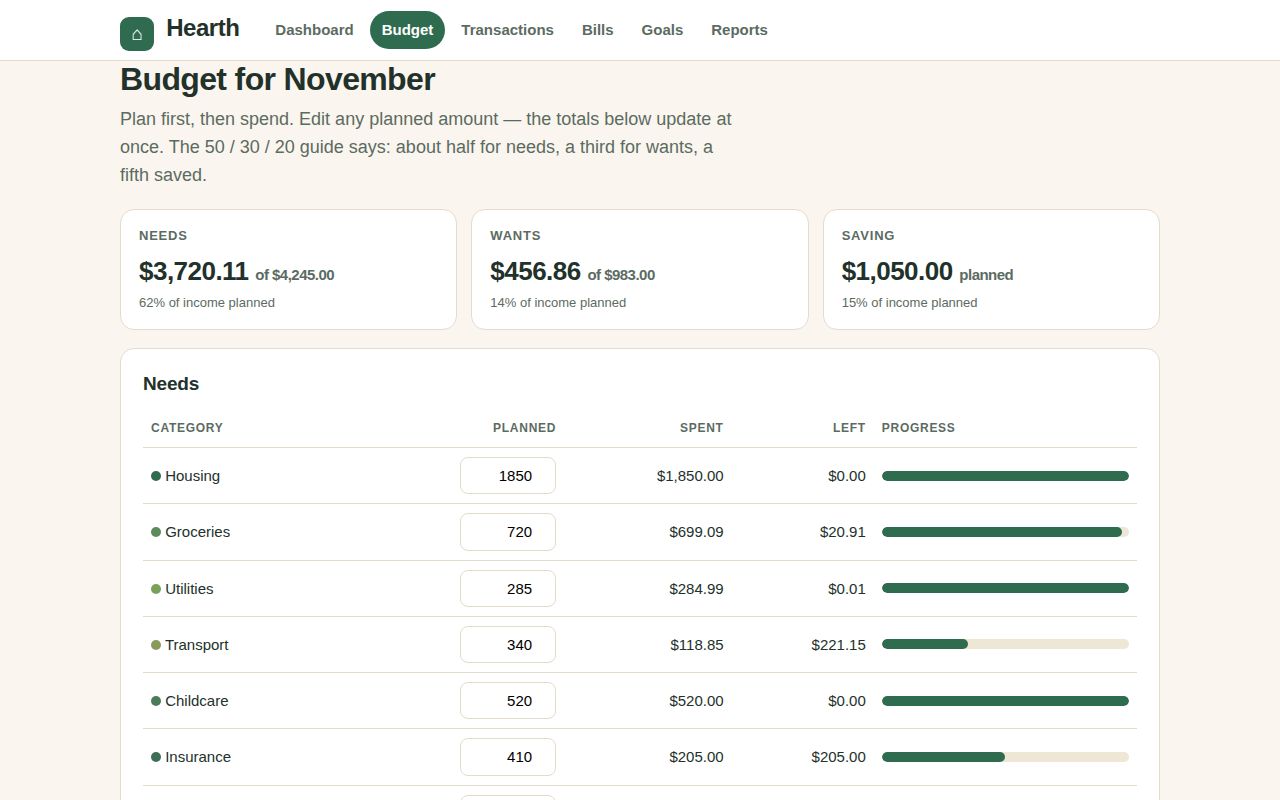 Hearth Dashboard Budget Transactions Bills Goals Reports
Budget for November
Plan first, then spend. Edit any planned amount — the totals below update at
once. The 50 / 30 / 20 guide says: about half for needs, a third for wants, a
fifth saved.
NEEDS
$3,720.11 of $4,245.00
62% of income planned
WANTS
$456.86 of $983.00
14% of income planned
SAVING
$1,050.00 planned
15% of income planned
Needs
CATEGORY PLANNED SPENT LEFT PROGRESS
Housing 1850 $1,850.00 $0.00
Groceries 720 $699.09 $20.91
Utilities 285 $284.99 $0.01
Transport 340 $118.85 $221.15
Childcare 520 $520.00 $0.00
Insurance 410 $205.00 $205.00